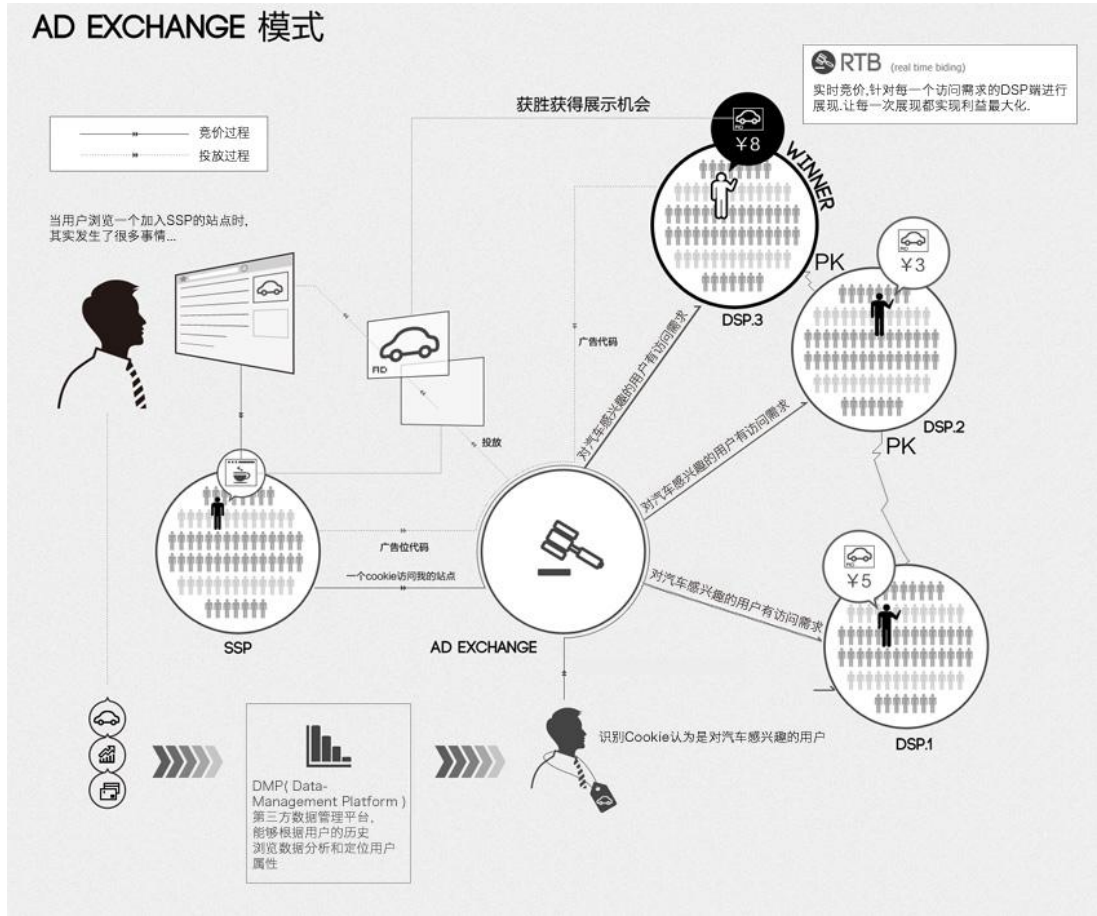 AD EXCHANGE 模式
RTB (real time biding)
实时竞价,针对每一个访问需求的DSP端进行
展现.让每一次展现都实现利益最大化.
竞价过程
投放过程
获胜获得展示机会
¥8
WINNER
当用户浏览一个加入SSP的站点时,
其实发生了很多事情...
PK
¥3
DSP.3
广告代码
对汽车感兴趣的用户有访问需求
FID
投放
对汽车感兴趣的用户有访问需求
DSP.2
PK
广告位代码
一个cookie访问我的站点
¥5
对汽车感兴趣的用户有访问需求
SSP
AD EXCHANGE
DSP.1
识别Cookie认为是对汽车感兴趣的用户
DMP( Data-
Management Platform )
第三方数据管理平台,
能够根据用户的历史
浏览数据分析和定位用户
属性